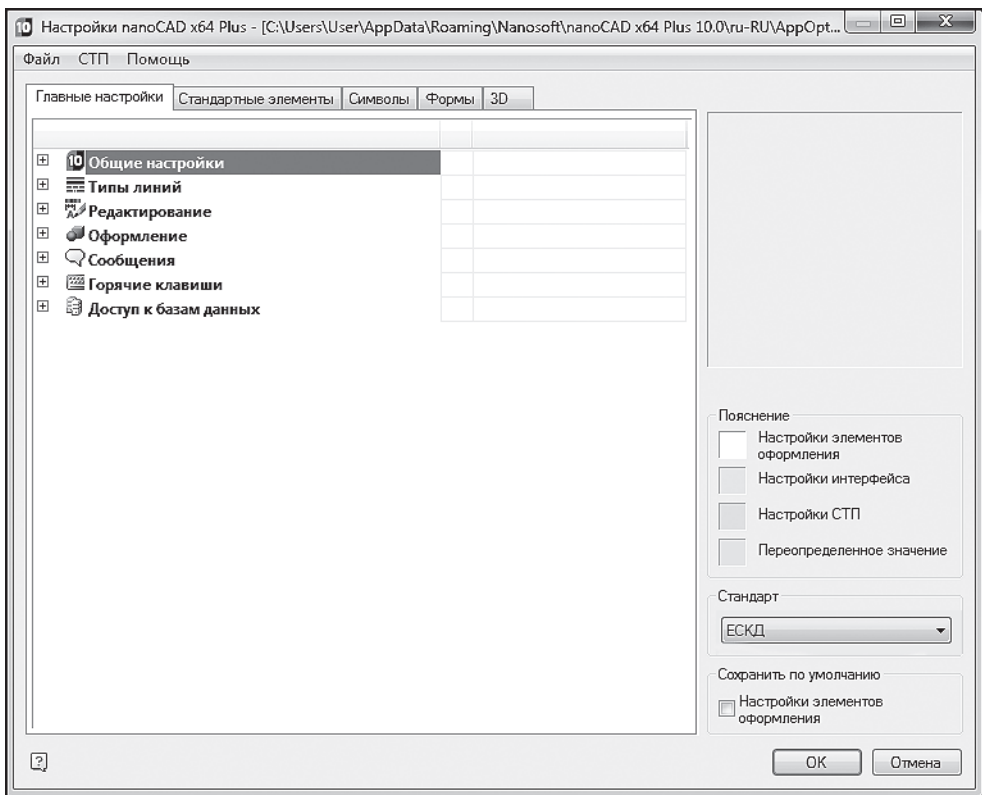 10 Настройки nanoCAD x64 Plus - [C:\Users\User\AppData\Roaming\Nanosoft\nanoCAD x64 Plus 10.0\ru-RU\AppOpt...
Файл СТП Помощь
Главные настройки Стандартные элементы Символы Формы 3D
10 Общие настройки
Типы линий
Редактирование
Оформление
Сообщения
Горячие клавиши
Доступ к базам данных
Пояснение
Настройки элементов
оформления
Настройки интерфейса
Настройки СТП
Переопределенное значение
Стандарт
ЕСКД
Сохранить по умолчанию
Настройки элементов
оформления
?
OK Отмена